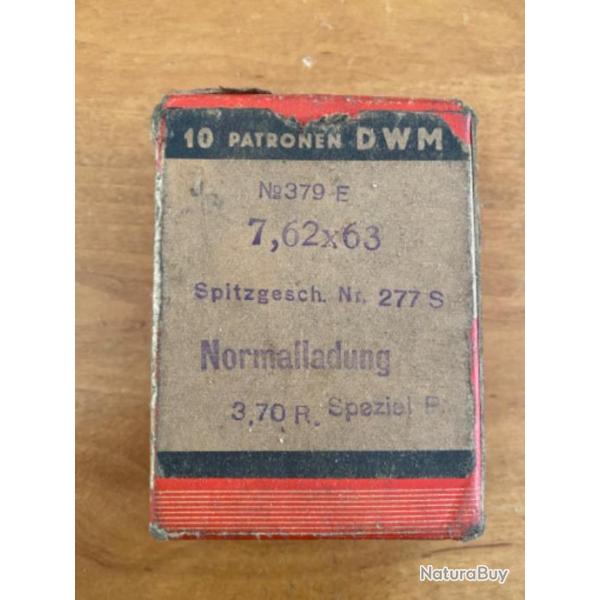 10 PATRONEN DWM
№379 E
7,62x63
Spitzgesch. Nr. 277 S
Normalladung
3,70 R. Speziel P.
NaturaBuy